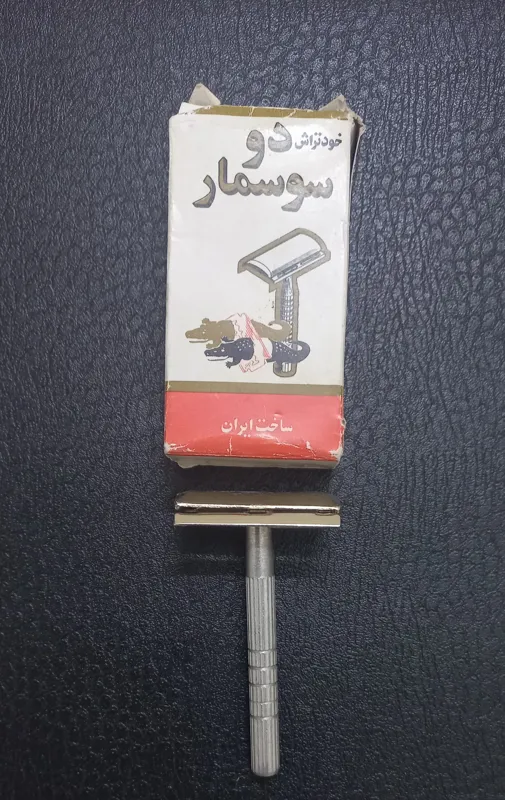 خودتراش دو
سوسمار
ساخت ایران